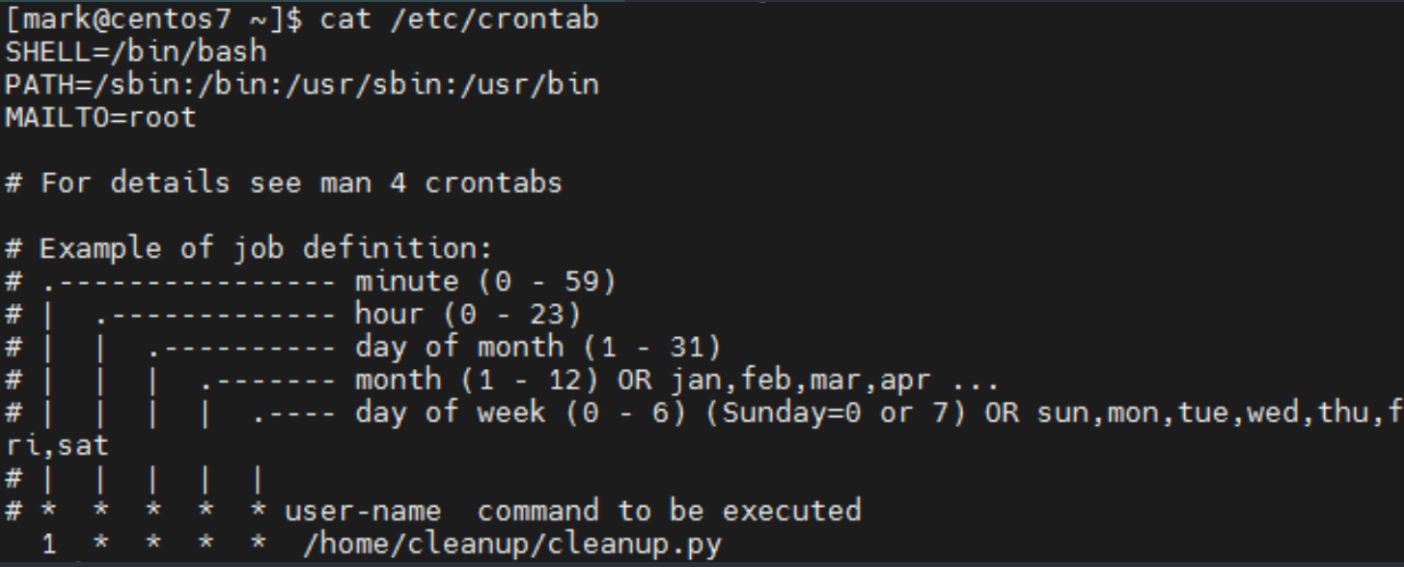 [mark@centos7 ~]$ cat /etc/crontab
SHELL=/bin/bash
PATH=/sbin:/bin:/usr/sbin:/usr/bin
MAILTO=root

# For details see man 4 crontabs

# Example of job definition:
# .---------------- minute (0 - 59)
# |  .------------- hour (0 - 23)
# |  |  .---------- day of month (1 - 31)
# |  |  |  .------- month (1 - 12) OR jan,feb,mar,apr ...
# |  |  |  |  .---- day of week (0 - 6) (Sunday=0 or 7) OR sun,mon,tue,wed,thu,f
ri,sat
# |  |  |  |  |
# *  *  *  *  * user-name  command to be executed
  1  *  *  *  *  /home/cleanup/cleanup.py